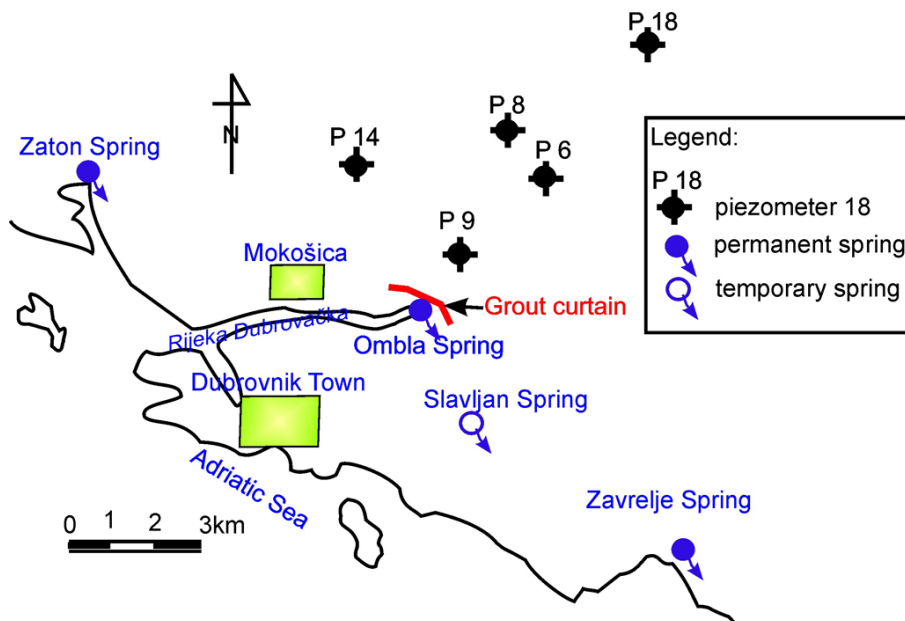 P 18
P 8
P 14
P 6
N
Zaton Spring
P 9
Mokošica
Grout curtain
Rijeka Dubrovačka
Ombla Spring
Dubrovnik Town
Slavljan Spring
Adriatic Sea
Zavrelje Spring
0 1 2 3km
Legend:
P 18
piezometer 18
permanent spring
temporary spring